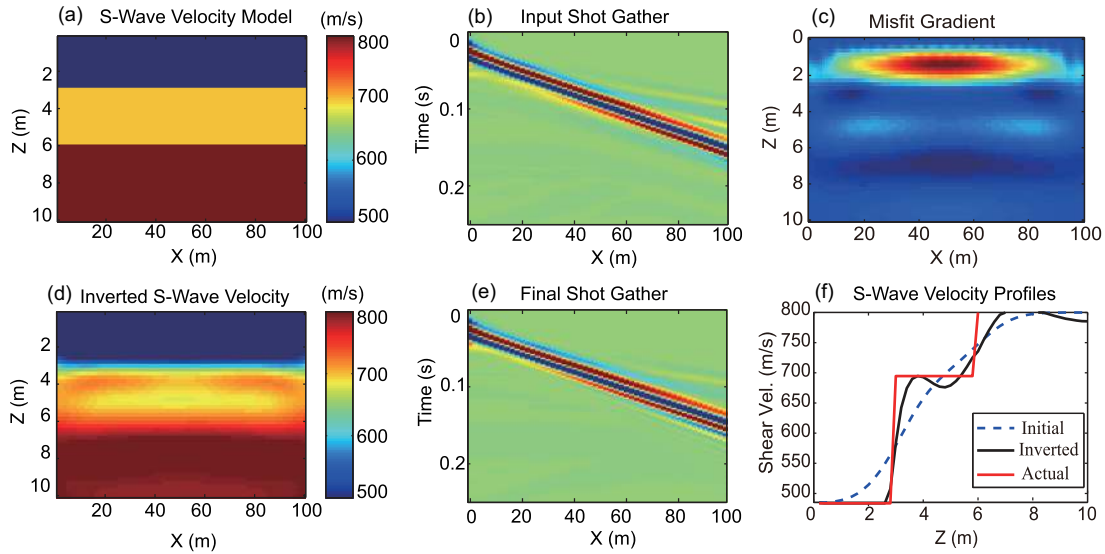 (a) S-Wave Velocity Model
(m/s)
800
700
600
500
2
4
6
8
10
Z (m)
20 40 60 80 100
X (m)
(b) Input Shot Gather
0
0.1
0.2
Time (s)
0 20 40 60 80 100
X (m)
(c) Misfit Gradient
0
2
4
6
8
10
Z (m)
0 20 40 60 80 100
X (m)
(d) Inverted S-Wave Velocity
(m/s)
800
700
600
500
2
4
6
8
10
Z (m)
20 40 60 80 100
X (m)
(e) Final Shot Gather
0
0.1
0.2
Time (s)
0 20 40 60 80 100
X (m)
(f) S-Wave Velocity Profiles
800
750
700
650
600
550
500
Shear Vel. (m/s)
0 2 4 6 8 10
Z (m)
Initial
Inverted
Actual